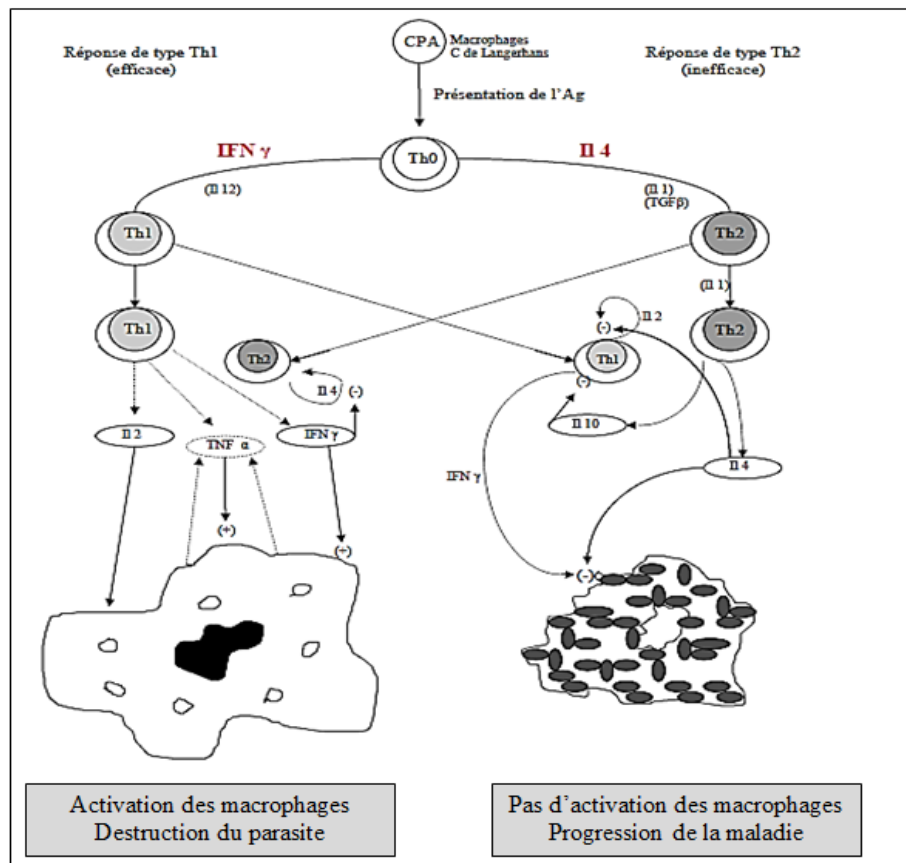 Réponse de type Th1
(efficace)
CPA
Macrophages
C de Langerhans
Réponse de type Th2
(inefficace)
Présentation de l'Ag
IFN γ
Th0
Il 4
(Il 12)
(Il 1)
(TGFβ)
Th1
Th2
(Il 1)
Th1
Th2
Il 2
(-)
Th2
Th1
Il 4
(-)
(-)
Il 2
TNF α
IFN γ
Il 10
IFN γ
Il 4
(+)
(+)
(-)
Activation des macrophages
Destruction du parasite
Pas d'activation des macrophages
Progression de la maladie